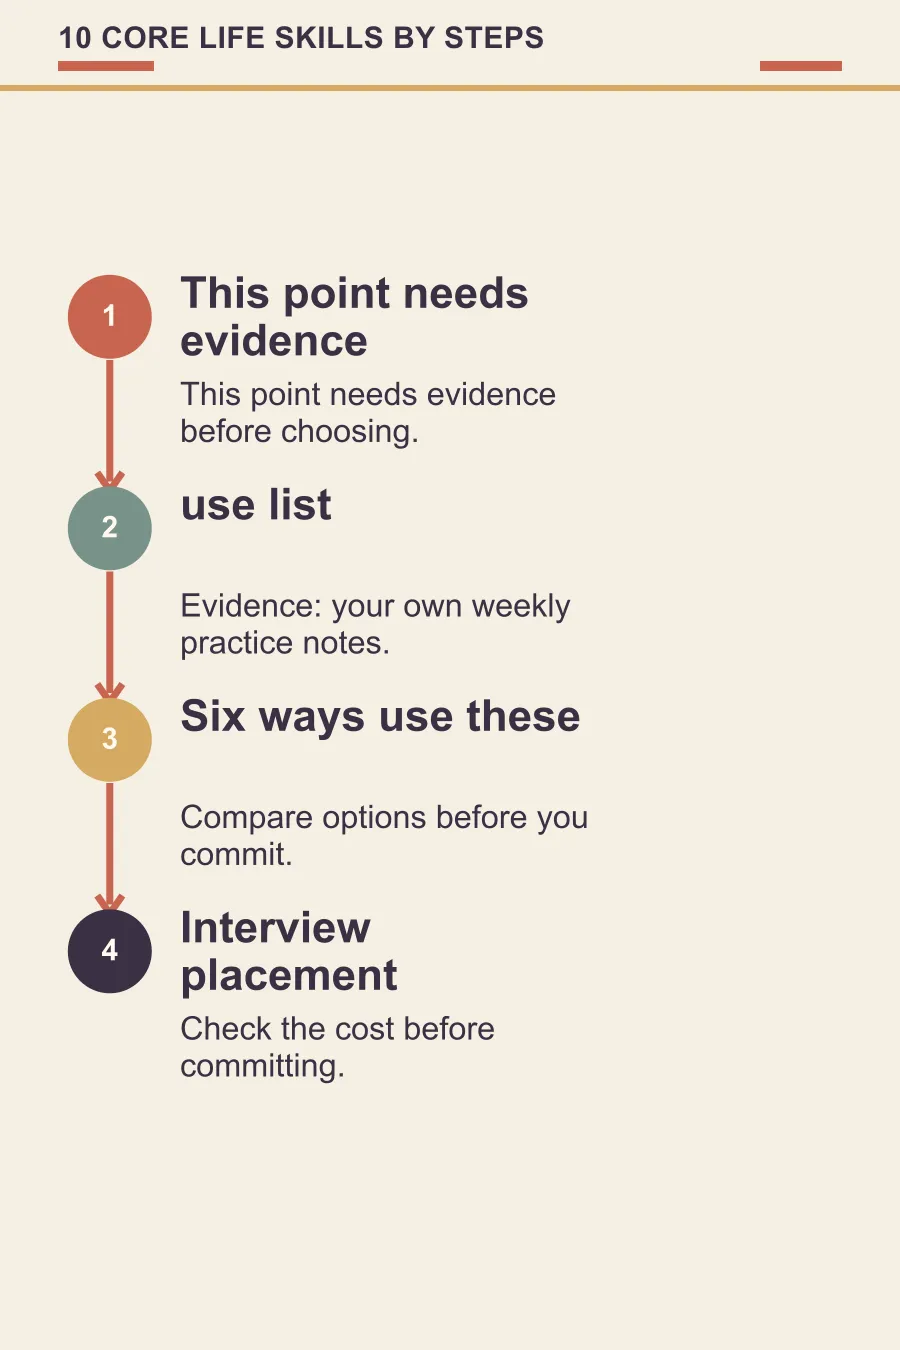 10 CORE LIFE SKILLS BY STEPS
1
This point needs
evidence
This point needs evidence
before choosing.
2
use list
Evidence: your own weekly
practice notes.
3
Six ways use these
Compare options before you
commit.
4
Interview
placement
Check the cost before
committing.